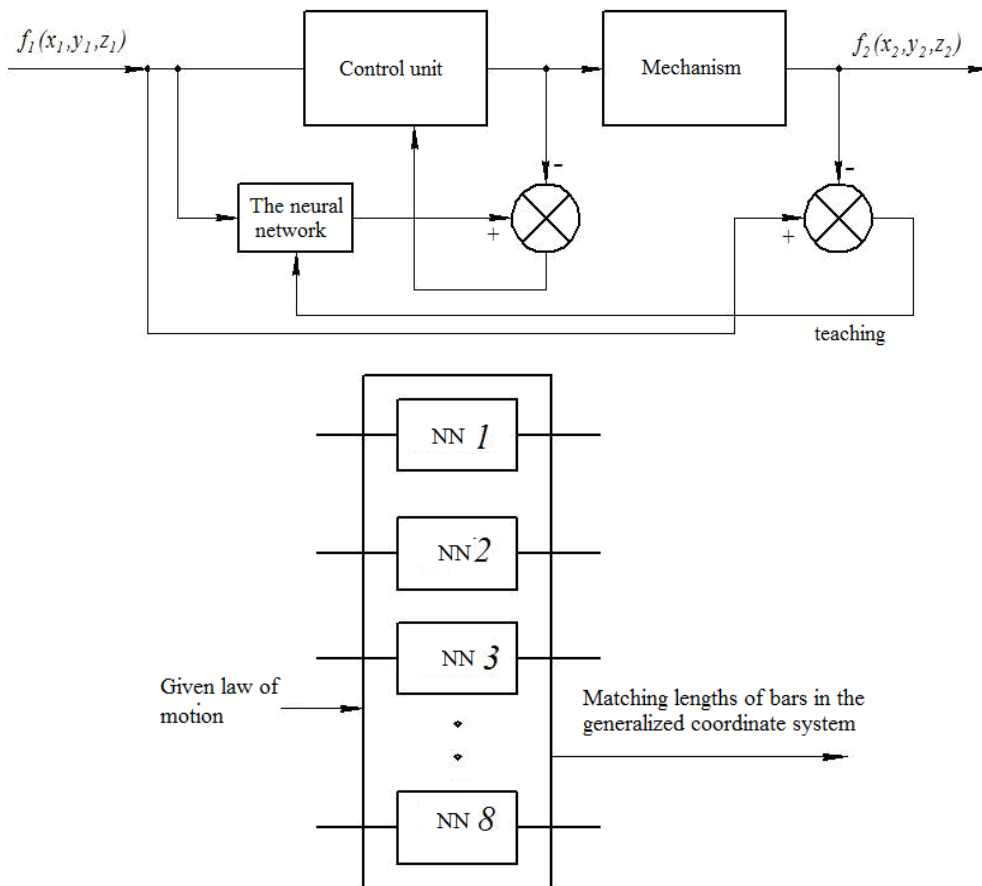 f₁(x₁,y₁,z₁)
Control unit
Mechanism
f₂(x₂,y₂,z₂)
-
-
The neural
network
+
+
teaching
NN 1
NN 2
NN 3
Given law of
motion
Matching lengths of bars in the
generalized coordinate system
NN 8